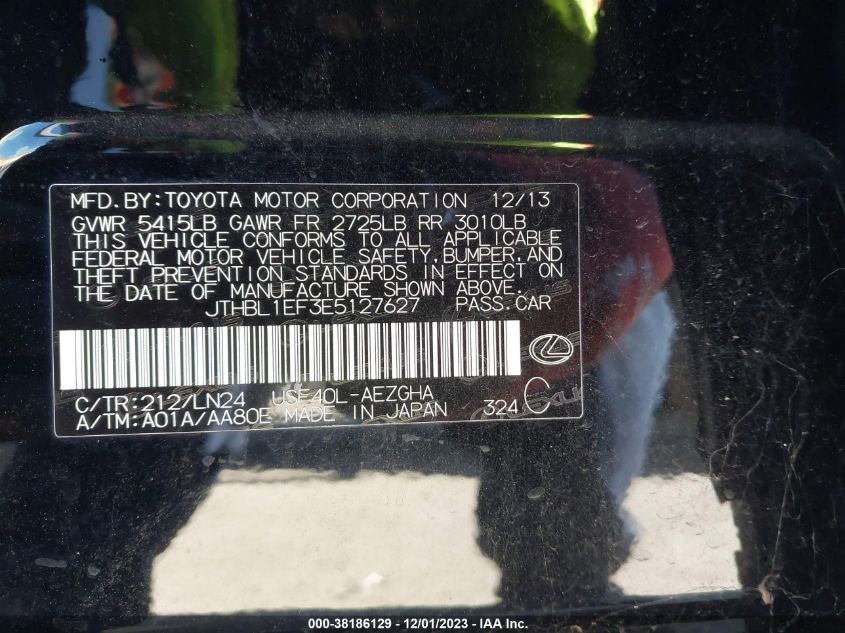 MFD.BY:TOYOTA MOTOR CORPORATION 12/13
GVWR 5415LB GAWR FR 2725LB RR 3010LB
THIS VEHICLE CONFORMS TO ALL APPLICABLE
FEDERAL MOTOR VEHICLE SAFETY,BUMPER,AND
THEFT PREVENTION STANDARDS IN EFFECT ON
THE DATE OF MANUFACTURE SHOWN ABOVE.
JTHBL1EF3E5127627 PASS.CAR
C/TR:212/LN24 USF40L-AEZGHA
A/TM:A01A/AA80E MADE IN JAPAN 324 C
000-38186129 - 12/01/2023 - IAA Inc.